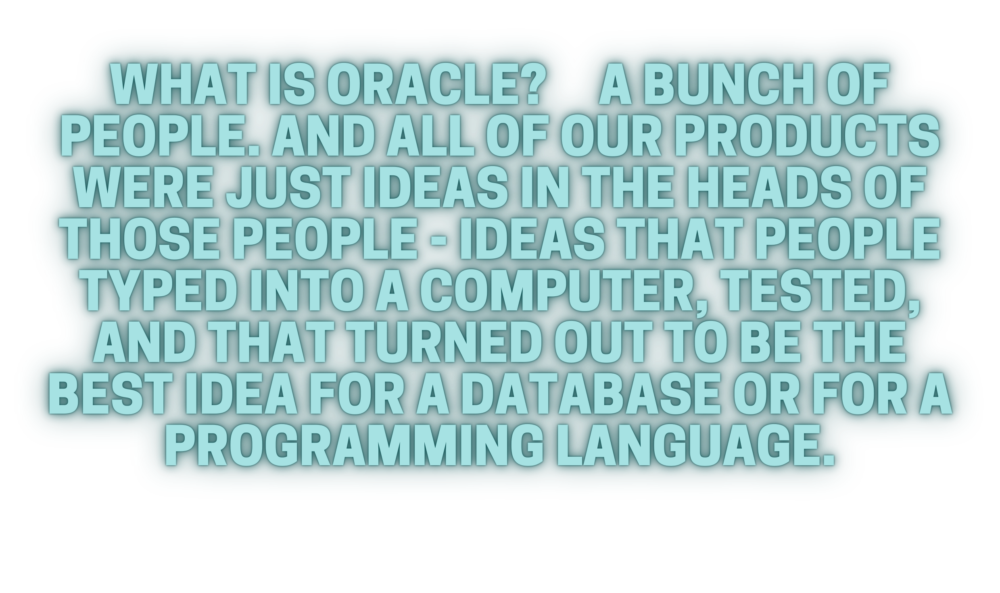 WHAT IS ORACLE? A BUNCH OF
PEOPLE. AND ALL OF OUR PRODUCTS
WERE JUST IDEAS IN THE HEADS OF
THOSE PEOPLE - IDEAS THAT PEOPLE
TYPED INTO A COMPUTER, TESTED,
AND THAT TURNED OUT TO BE THE
BEST IDEA FOR A DATABASE OR FOR A
PROGRAMMING LANGUAGE.